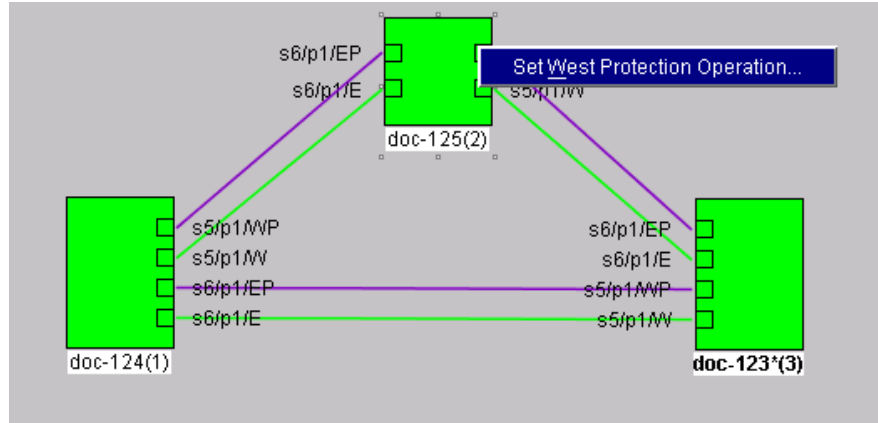 s6/p1/EP
Set West Protection Operation...
s6/p1/E
s5/p1/W
doc-125(2)
s5/p1/WP
s6/p1/EP
s5/p1/W
s6/p1/E
s6/p1/EP
s5/p1/WP
s6/p1/E
s5/p1/W
doc-124(1)
doc-123*(3)